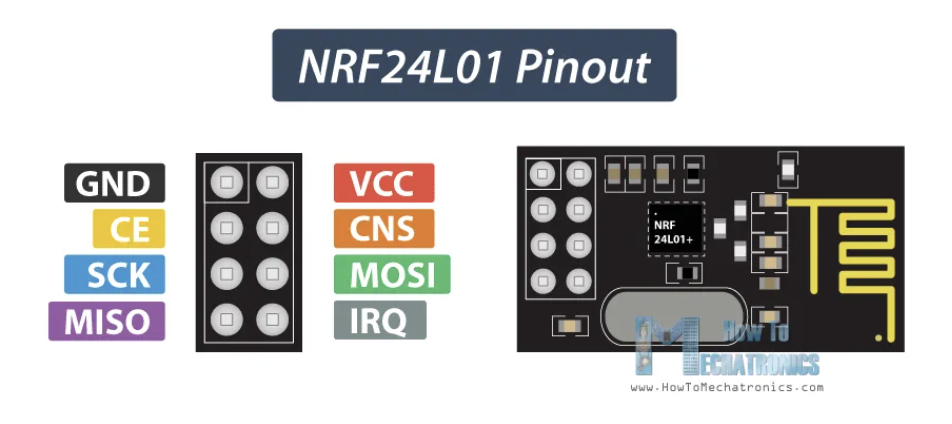 NRF24L01 Pinout
GND
VCC
CE
CNS
SCK
MOSI
MISO
IRQ
NRF
24L01+
How To
MECHATRONICS
www.HowToMechatronics.com